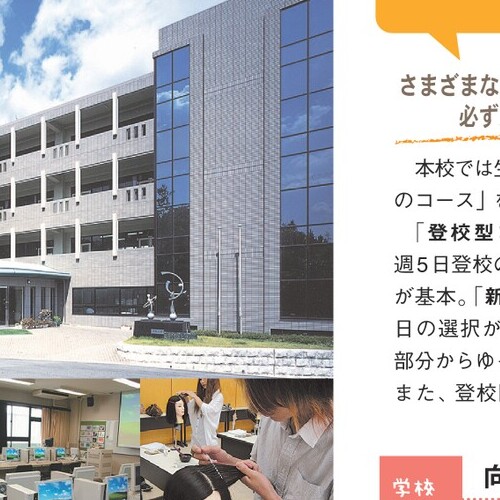 さまざまな
必ず
本校では生
のコース」を
「登校型
週5日登校の
が基本。「新
日の選択が
部分からゆ
また、登校
学校
向